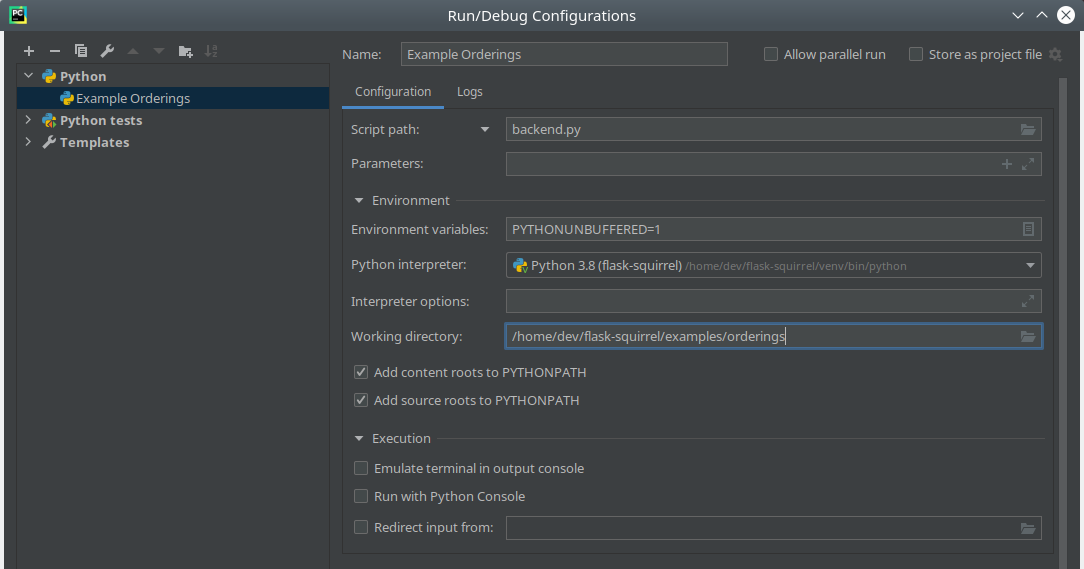 PC
Run/Debug Configurations
Name: Example Orderings Allow parallel run Store as project file
Python
Example Orderings
Python tests
Templates
Configuration Logs
Script path: backend.py
Parameters:
Environment
Environment variables: PYTHONUNBUFFERED=1
Python interpreter: Python 3.8 (flask-squirrel) /home/dev/flask-squirrel/venv/bin/python
Interpreter options:
Working directory: /home/dev/flask-squirrel/examples/orderings
Add content roots to PYTHONPATH
Add source roots to PYTHONPATH
Execution
Emulate terminal in output console
Run with Python Console
Redirect input from: